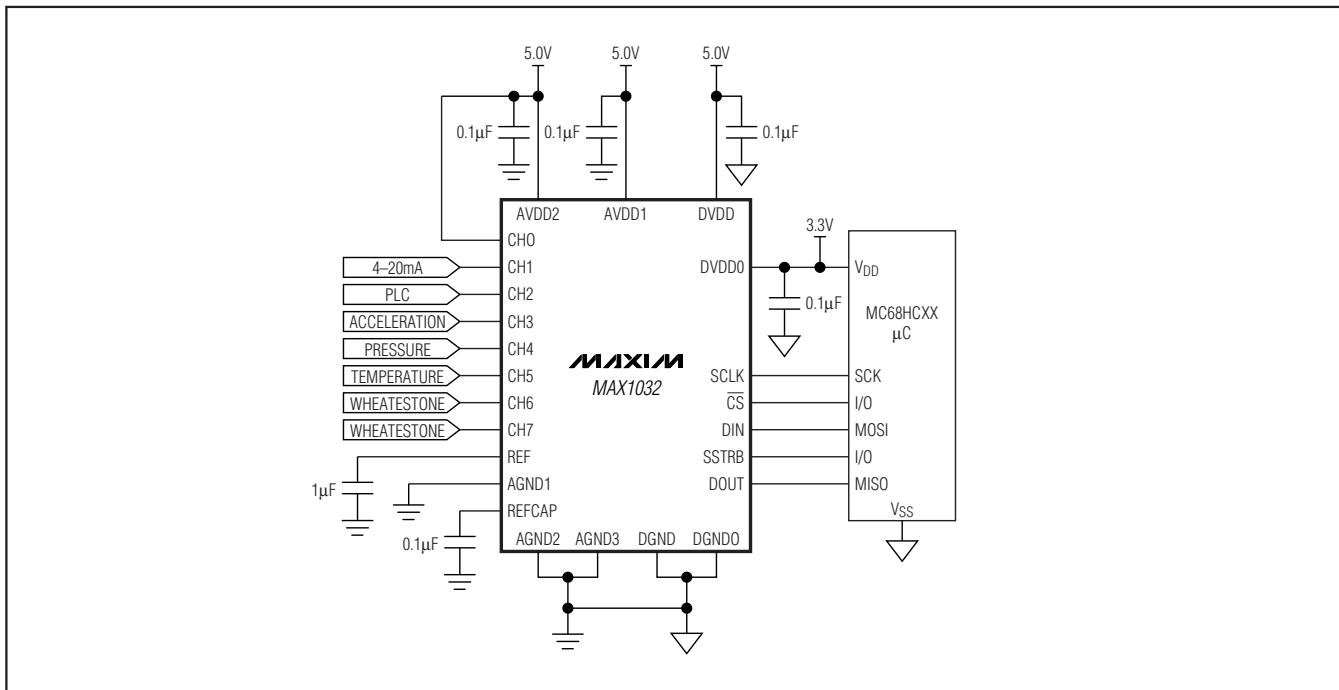 5.0V 5.0V 5.0V
0.1µF 0.1µF 0.1µF
AVDD2 AVDD1 DVDD
3.3V
CH0
4–20mA CH1 DVDD0 VDD
PLC CH2
0.1µF
ACCELERATION CH3 MC68HCXX
µC
PRESSURE CH4
MAXIM
TEMPERATURE CH5 SCLK SCK
MAX1032
WHEATESTONE CH6 CS I/O
WHEATESTONE CH7 DIN MOSI
REF SSTRB I/O
1µF AGND1 DOUT MISO
REFCAP VSS
0.1µF AGND2 AGND3 DGND DGND0